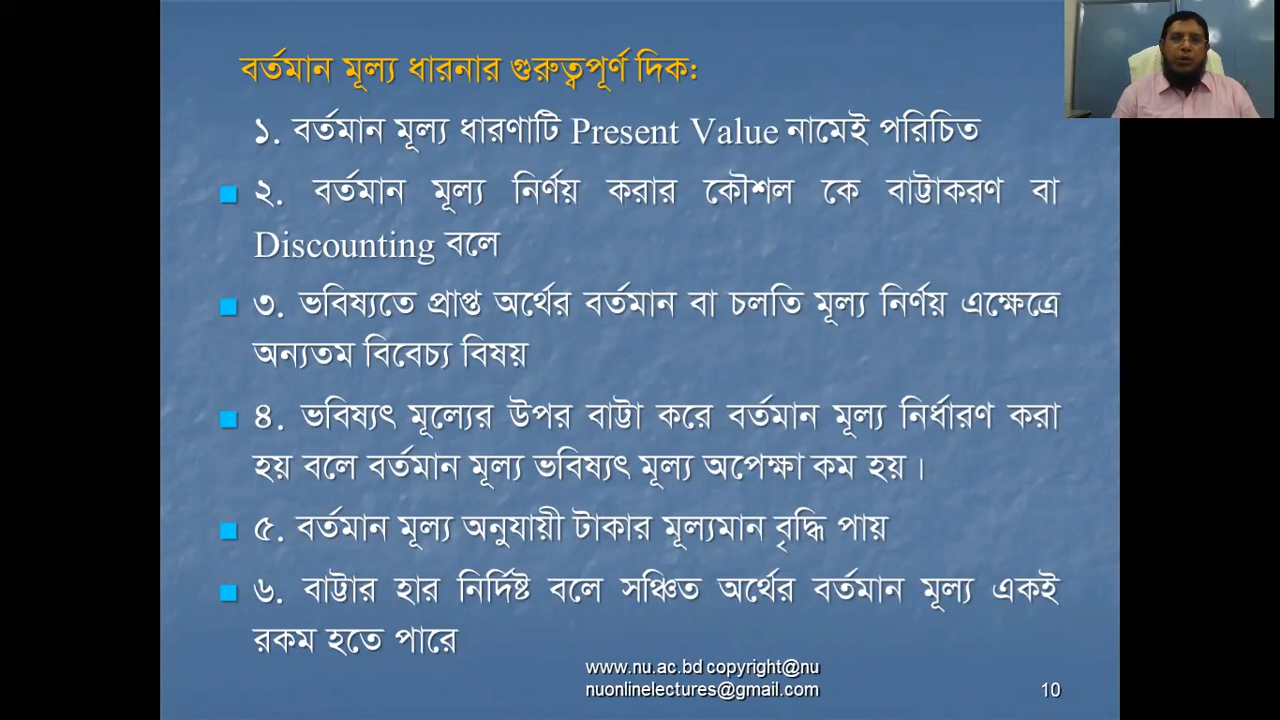 বর্তমান মূল্য ধারনার গুরুত্বপূর্ণ দিক:
১. বর্তমান মূল্য ধারণাটি Present Value নামেই পরিচিত
২. বর্তমান মূল্য নির্ণয় করার কৌশল কে বাট্টাকরণ বা
Discounting বলে
৩. ভবিষ্যতে প্রাপ্ত অর্থের বর্তমান বা চলতি মূল্য নির্ণয় এক্ষেত্রে
অন্যতম বিবেচ্য বিষয়
৪. ভবিষ্যৎ মূল্যের উপর বাট্টা করে বর্তমান মূল্য নির্ধারণ করা
হয় বলে বর্তমান মূল্য ভবিষ্যৎ মূল্য অপেক্ষা কম হয়।
৫. বর্তমান মূল্য অনুযায়ী টাকার মূল্যমান বৃদ্ধি পায়
৬. বাট্টার হার নির্দিষ্ট বলে সঞ্চিত অর্থের বর্তমান মূল্য একই
রকম হতে পারে
www.nu.ac.bd copyright@nu
nuonlinelectures@gmail.com
10